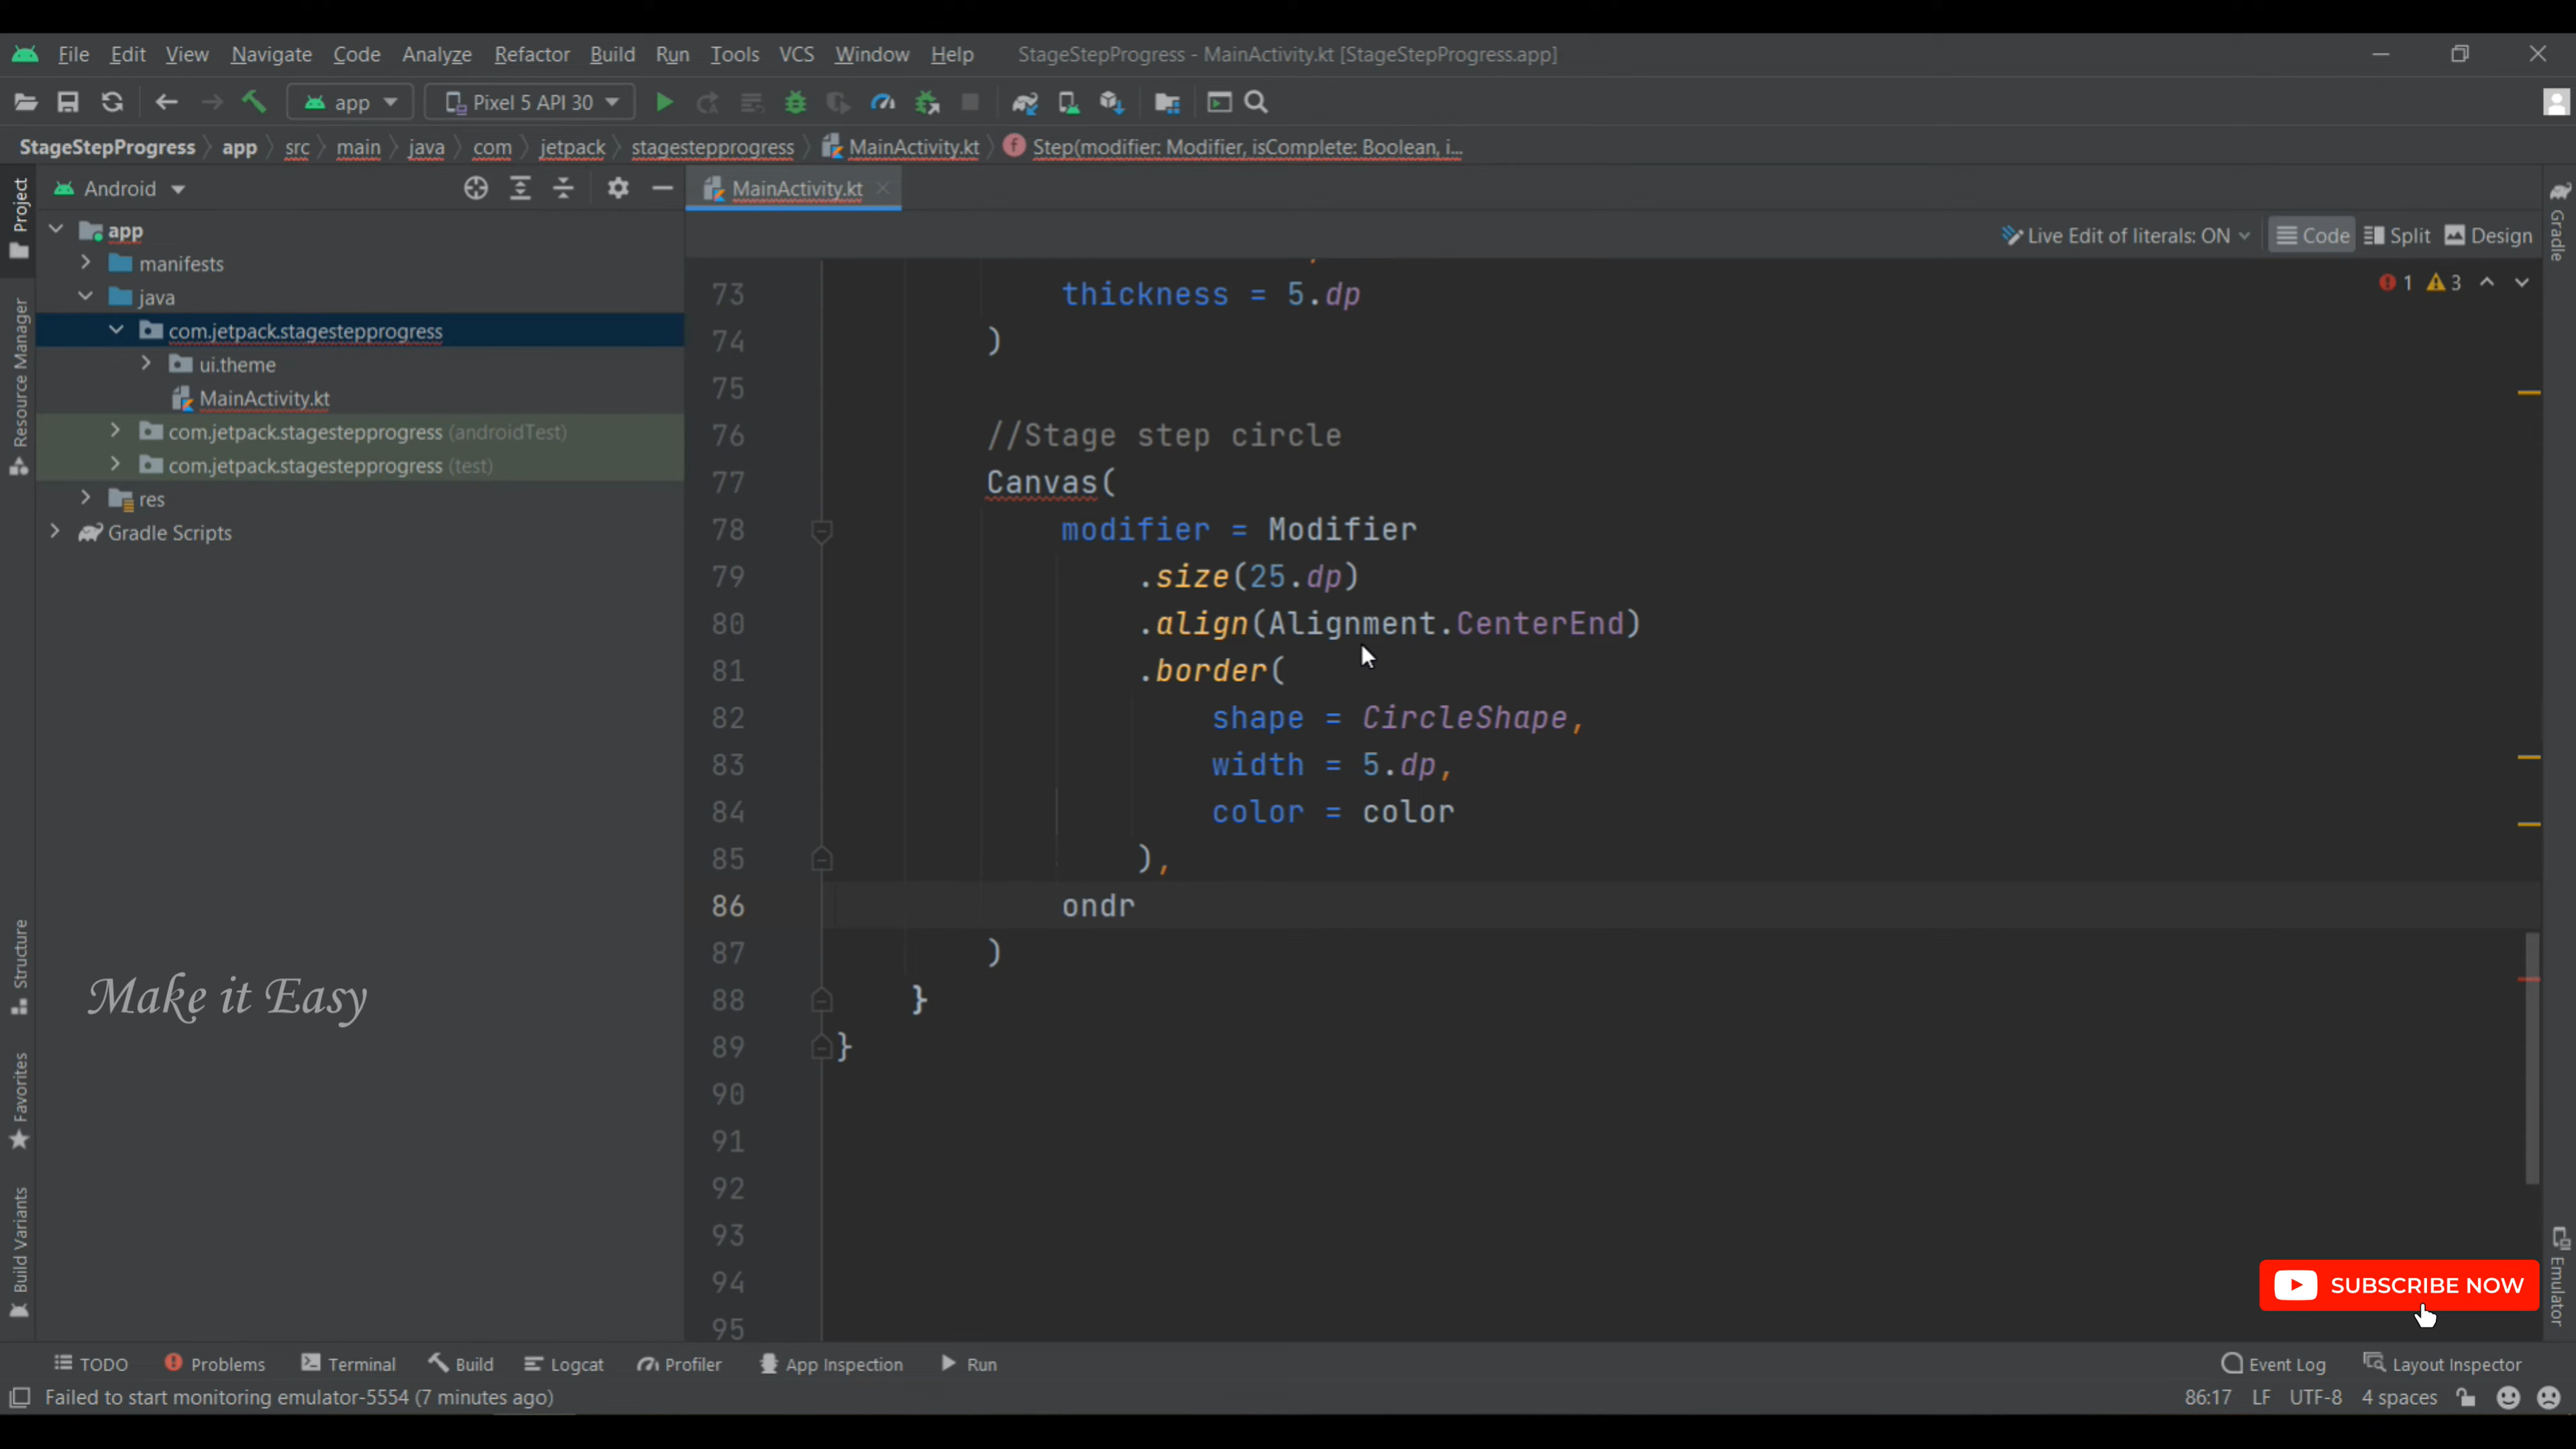 File Edit View Navigate Code Analyze Refactor Build Run Tools VCS Window Help StageStepProgress - MainActivity.kt [StageStepProgress.app]
app Pixel 5 API 30
StageStepProgress app src main java com jetpack stagestepprogress MainActivity.kt Step(modifier: Modifier, isComplete: Boolean, i...
Project
Android
MainActivity.kt
Gradle
app
manifests
java
com.jetpack.stagestepprogress
ui.theme
MainActivity.kt
com.jetpack.stagestepprogress (androidTest)
com.jetpack.stagestepprogress (test)
res
Gradle Scripts
Resource Manager
Structure
Favorites
Build Variants
Make it Easy
Live Edit of literals: ON Code Split Design
1 3
73 thickness = 5.dp
74 )
75
76 //Stage step circle
77 Canvas(
78 modifier = Modifier
79 .size(25.dp)
80 .align(Alignment.CenterEnd)
81 .border(
82 shape = CircleShape,
83 width = 5.dp,
84 color = color
85 ),
86 ondr
87 )
88 }
89 }
90
91
92
93
94
95
SUBSCRIBE NOW
Emulator
TODO Problems Terminal Build Logcat Profiler App Inspection Run Event Log Layout Inspector
Failed to start monitoring emulator-5554 (7 minutes ago) 86:17 LF UTF-8 4 spaces